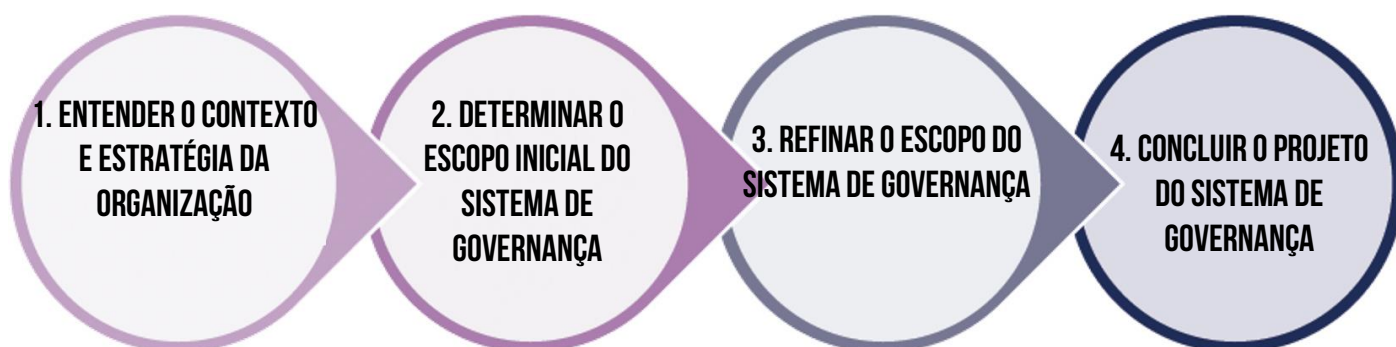 1. ENTENDER O CONTEXTO
E ESTRATÉGIA DA
ORGANIZAÇÃO
2. DETERMINAR O
ESCOPO INICIAL DO
SISTEMA DE
GOVERNANÇA
3. REFINAR O ESCOPO DO
SISTEMA DE GOVERNANÇA
4. CONCLUIR O PROJETO
DO SISTEMA DE
GOVERNANÇA